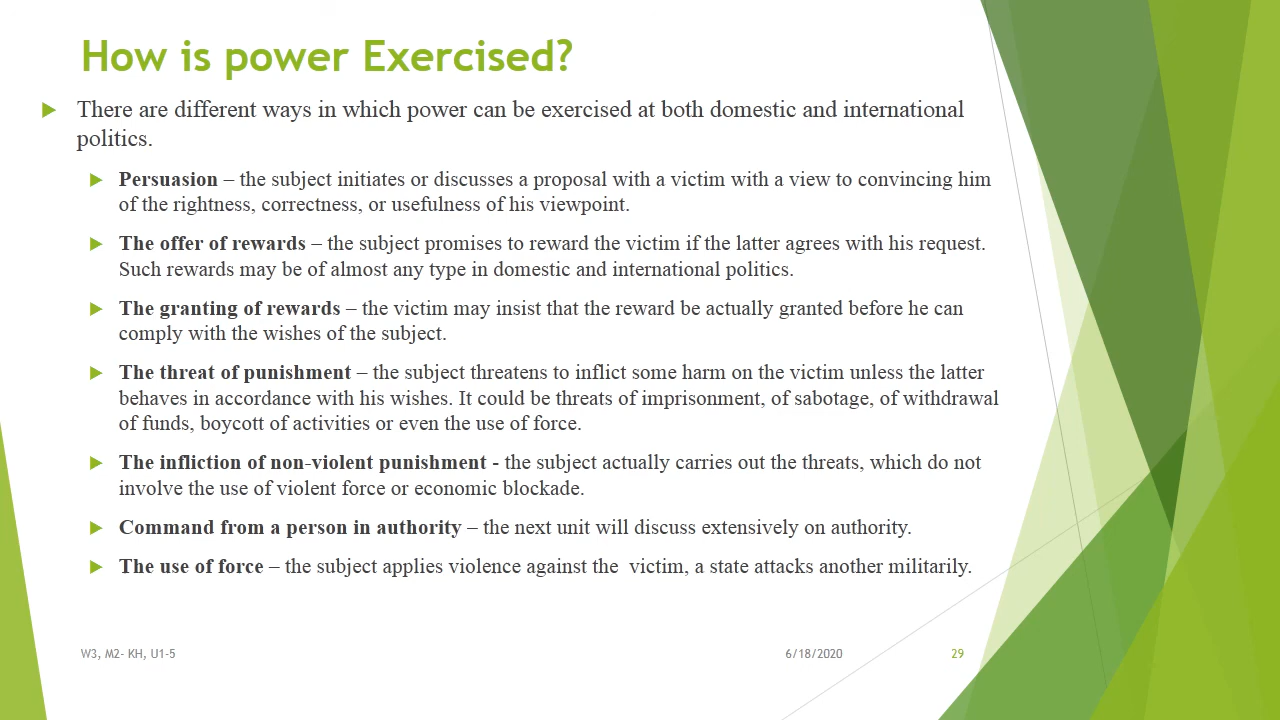 How is power Exercised?
There are different ways in which power can be exercised at both domestic and international
politics.
Persuasion – the subject initiates or discusses a proposal with a victim with a view to convincing him
of the rightness, correctness, or usefulness of his viewpoint.
The offer of rewards – the subject promises to reward the victim if the latter agrees with his request.
Such rewards may be of almost any type in domestic and international politics.
The granting of rewards – the victim may insist that the reward be actually granted before he can
comply with the wishes of the subject.
The threat of punishment – the subject threatens to inflict some harm on the victim unless the latter
behaves in accordance with his wishes. It could be threats of imprisonment, of sabotage, of withdrawal
of funds, boycott of activities or even the use of force.
The infliction of non-violent punishment - the subject actually carries out the threats, which do not
involve the use of violent force or economic blockade.
Command from a person in authority – the next unit will discuss extensively on authority.
The use of force – the subject applies violence against the  victim, a state attacks another militarily.
W3, M2- KH, U1-5
6/18/2020
29